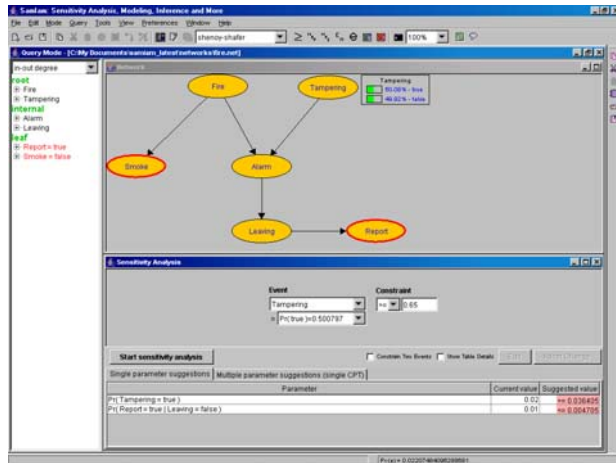 SamIam: Sensitivity Analysis, Modeling, Inference and More
File Edit Mode Query Tools View Preferences Window Help
shenoy-shafer
100%
Query Mode - [C:\My Documents\samiam_latest\networks\fire.net]
in-out degree
root
Fire
Tampering
internal
Alarm
Leaving
leaf
Report = true
Smoke = false
Network
Fire
Tampering
Tampering
50.08% - true
49.92% - false
Smoke
Alarm
Leaving
Report
Sensitivity Analysis
Event
Constraint
Tampering
>= 0.65
= Pr(true)=0.500797
Start sensitivity analysis
Constrain Two Events
Show Table Details
Single parameter suggestions
Multiple parameter suggestions (single CPT)
Parameter
Current value
Suggested value
Pr( Tampering = true )
0.02
>= 0.036405
Pr( Report = true | Leaving = false )
0.01
<= 0.004705